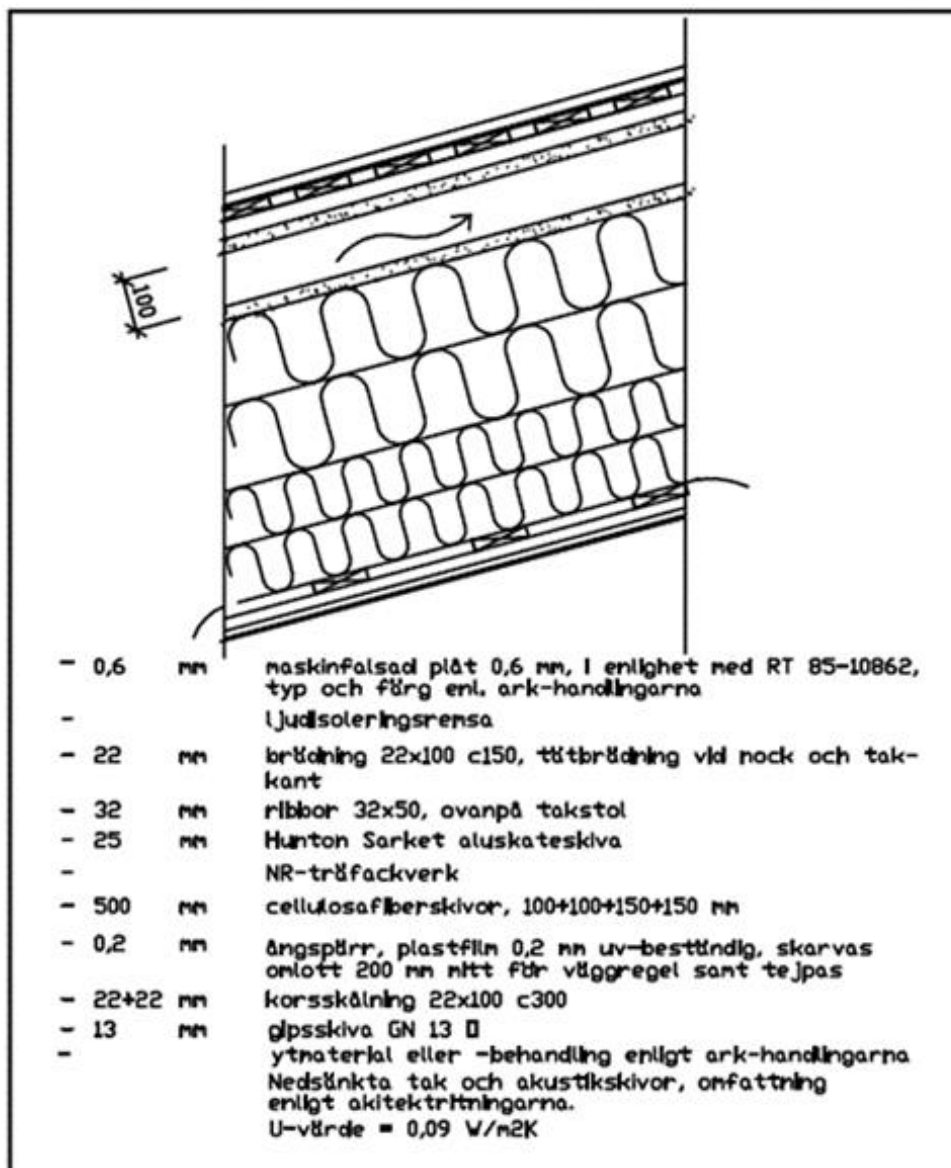 100
- 0,6 mm maskinfalsad plåt 0,6 mm, i enlighet med RT 85-10862,
typ och färg enl. ark-handlingarna
- ljudisoleringsremsa
- 22 mm brädning 22x100 c150, tätbrädning vid nock och tak-
kant
- 32 mm ribbor 32x50, ovanpå takstol
- 25 mm Hunton Sarket aluskateskiva
- NR-träfackverk
- 500 mm cellulosafiberskivor, 100+100+150+150 mm
- 0,2 mm ångspärr, plastfilm 0,2 mm uv-beständig, skarvas
omlott 200 mm mitt för väggregel samt tejpas
- 22+22 mm korsskålning 22x100 c300
- 13 mm gipsskiva GN 13
- ytmaterial eller -behandling enligt ark-handlingarna
Nedsänkta tak och akustikskivor, omfattning
enligt akitektritningarna.
U-värde = 0,09 W/m2K